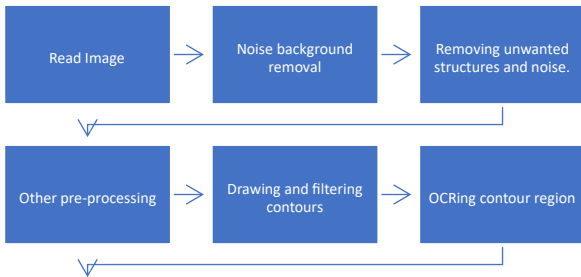 Read Image
Noise background
removal
Removing unwanted
structures and noise.
Other pre-processing
Drawing and filtering
contours
OCRing contour region